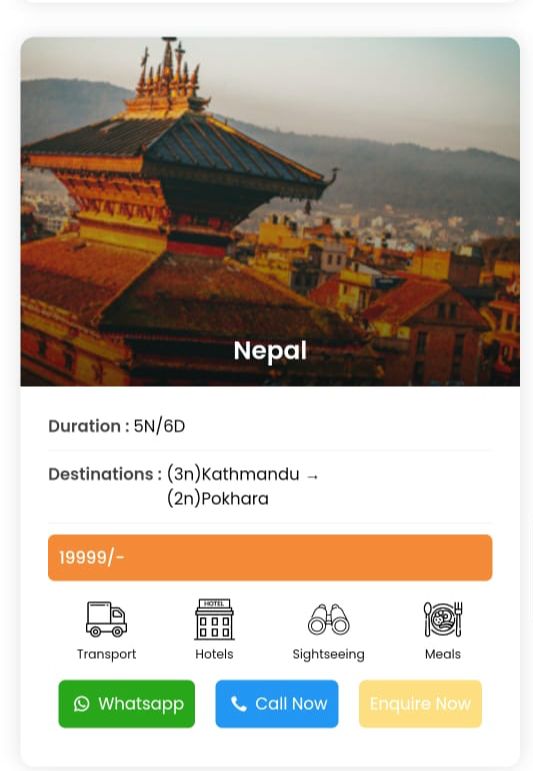 Nepal
Duration : 5N/6D
Destinations : (3n)Kathmandu →
(2n)Pokhara
19999/-
HOTEL
Transport Hotels Sightseeing Meals
Whatsapp Call Now Enquire Now